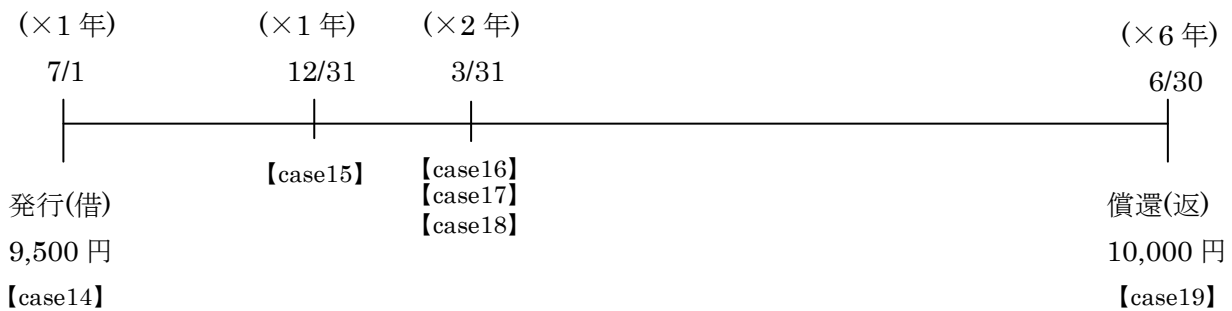 (×1 年)
7/1
(×1 年)
12/31
(×2 年)
3/31
(×6 年)
6/30
発行(借)
9,500 円
【case14】
【case15】
【case16】
【case17】
【case18】
償還(返)
10,000 円
【case19】